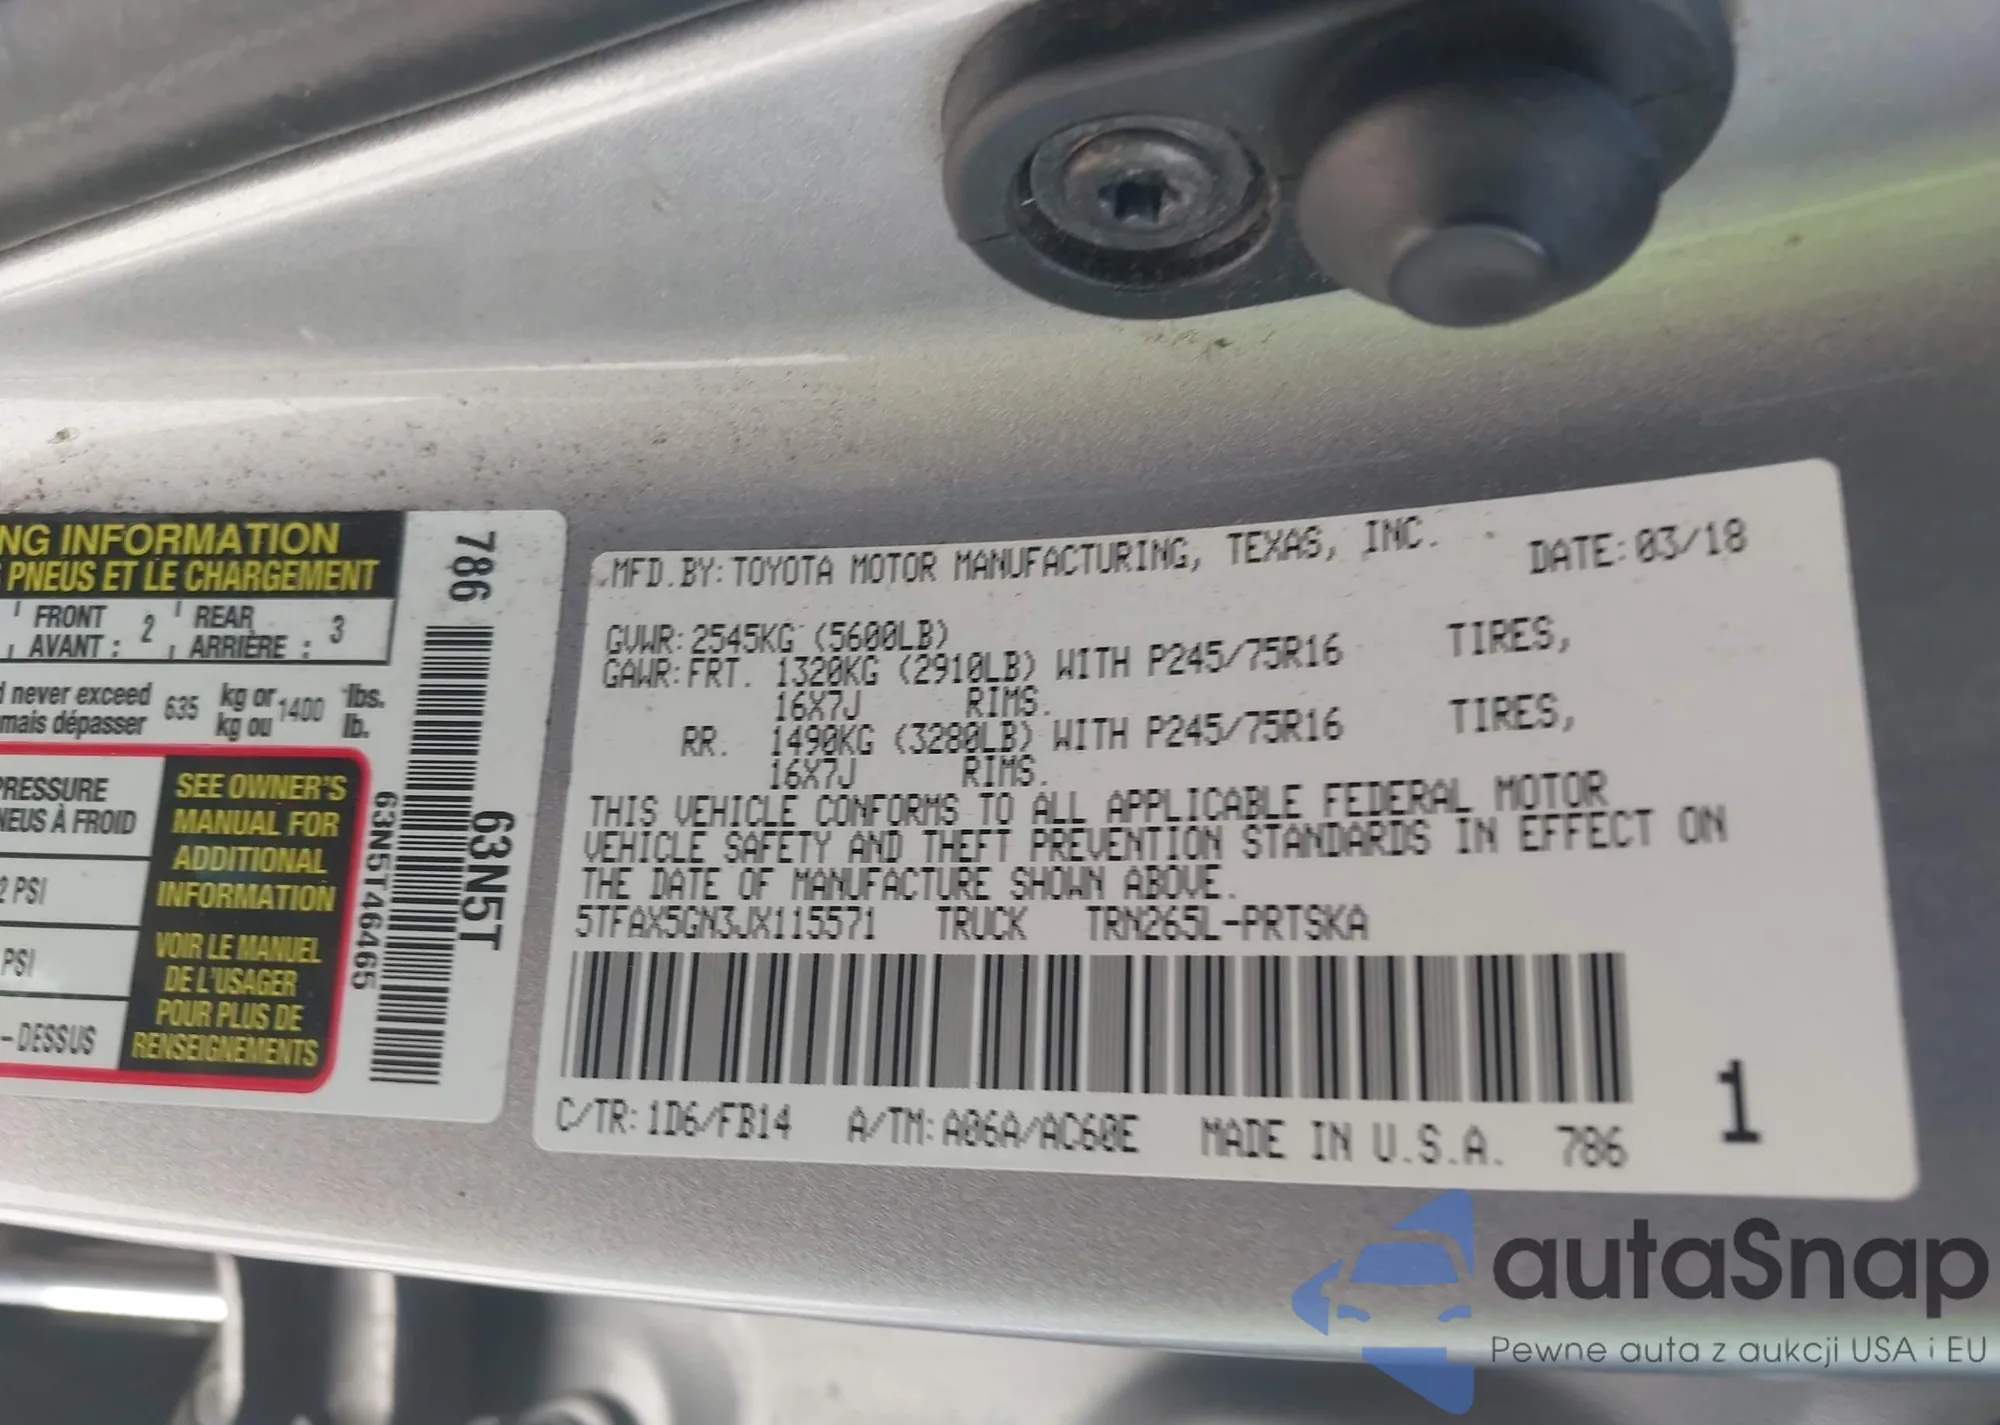 NG INFORMATION
PNEUS ET LE CHARGEMENT
FRONT
AVANT : 2
REAR
ARRIÈRE : 3
never exceed 635 kg or 1400 lbs.
mais dépasser kg ou lb.
PRESSURE
NEUS À FROID
2 PSI
PSI
-DESSUS
SEE OWNER'S
MANUAL FOR
ADDITIONAL
INFORMATION
VOIR LE MANUEL
DE L'USAGER
POUR PLUS DE
RENSEIGNEMENTS
786
63N5T46465
63N5T
MFD.BY:TOYOTA MOTOR MANUFACTURING, TEXAS, INC. DATE:03/18
GVWR:2545KG (5600LB)
GAWR:FRT. 1320KG (2910LB) WITH P245/75R16 TIRES,
16X7J RIMS.
RR. 1490KG (3280LB) WITH P245/75R16 TIRES,
16X7J RIMS.
THIS VEHICLE CONFORMS TO ALL APPLICABLE FEDERAL MOTOR
VEHICLE SAFETY AND THEFT PREVENTION STANDARDS IN EFFECT ON
THE DATE OF MANUFACTURE SHOWN ABOVE.
5TFAX5GN3JX115571 TRUCK TRN265L-PRTSKA
C/TR:1D6/FB14 A/TM:A06A/AC60E MADE IN U.S.A. 786
1
autaSnap
Pewne auta z aukcji USA i EU